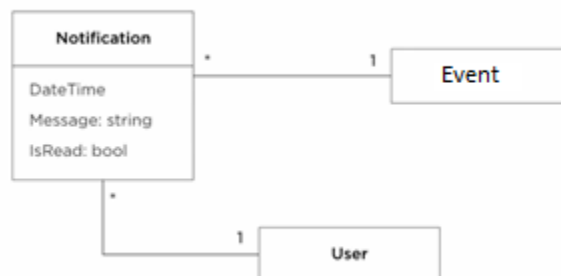 Notification
* 1
Event
DateTime
Message: string
IsRead: bool
*
1
User